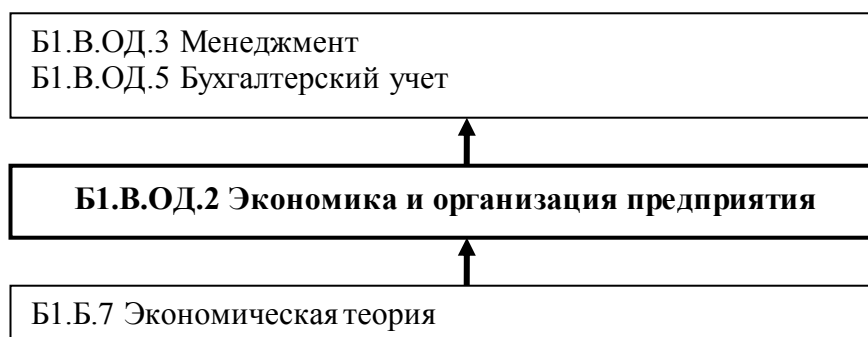 Б1.В.ОД.3 Менеджмент
Б1.В.ОД.5 Бухгалтерский учет
Б1.В.ОД.2 Экономика и организация предприятия
Б1.Б.7 Экономическая теория